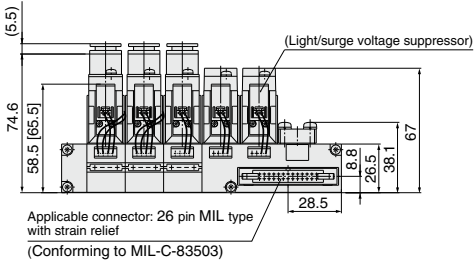 (5.5)
(Light/surge voltage suppressor)
74.6
58.5 [65.5]
67
38.1
26.5
8.8
28.5
Applicable connector: 26 pin MIL type
with strain relief
(Conforming to MIL-C-83503)